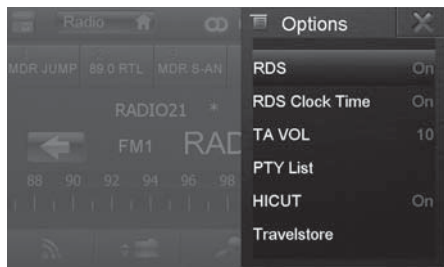 Radio
Options
MDR JUMP 89.0 RTL MDR S-AN
RDS On
RDS Clock Time On
RADIO21 *
TA VOL 10
FM1 RAD
PTY List
88 90 92 94 96 98
HICUT On
Travelstore